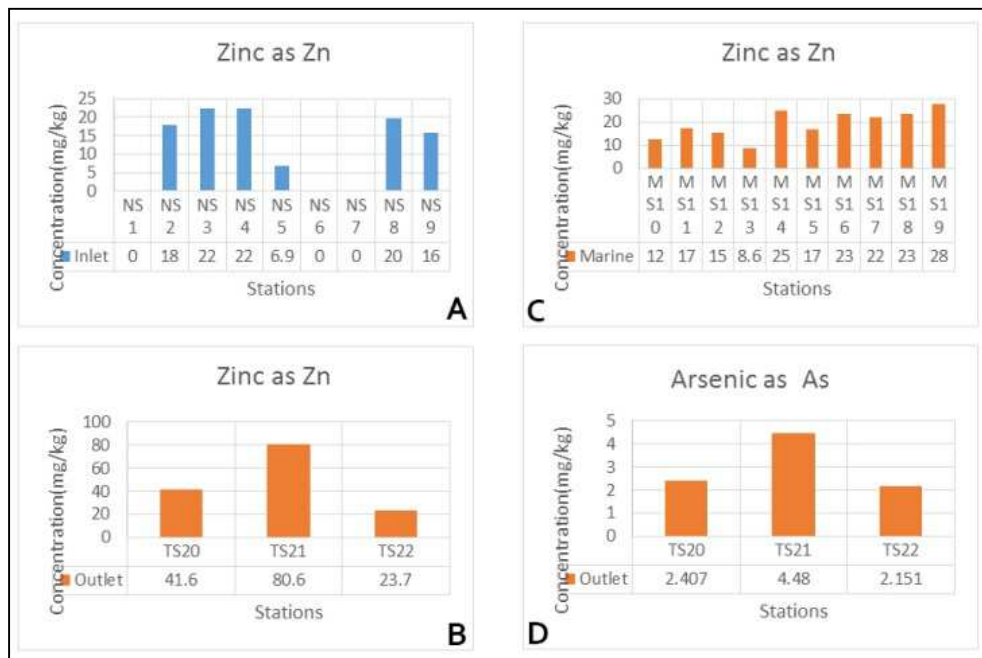 Zinc as Zn
Concentration(mg/kg)
25
20
15
10
5
0
NS NS NS NS NS NS NS NS NS
1 2 3 4 5 6 7 8 9
Inlet 0 18 22 22 6.9 0 0 20 16
Stations
A
Zinc as Zn
Concentration(mg/kg)
30
20
10
0
M M M M M M M M M M
S1 S1 S1 S1 S1 S1 S1 S1 S1 S1
0 1 2 3 4 5 6 7 8 9
Marine 12 17 15 8.6 25 17 23 22 23 28
Stations
C
Zinc as Zn
Concentration(mg/kg)
100
80
60
40
20
0
TS20 TS21 TS22
Outlet 41.6 80.6 23.7
Stations
B
Arsenic as As
Concentration(mg/kg)
5
4
3
2
1
0
TS20 TS21 TS22
Outlet 2.407 4.48 2.151
Stations
D